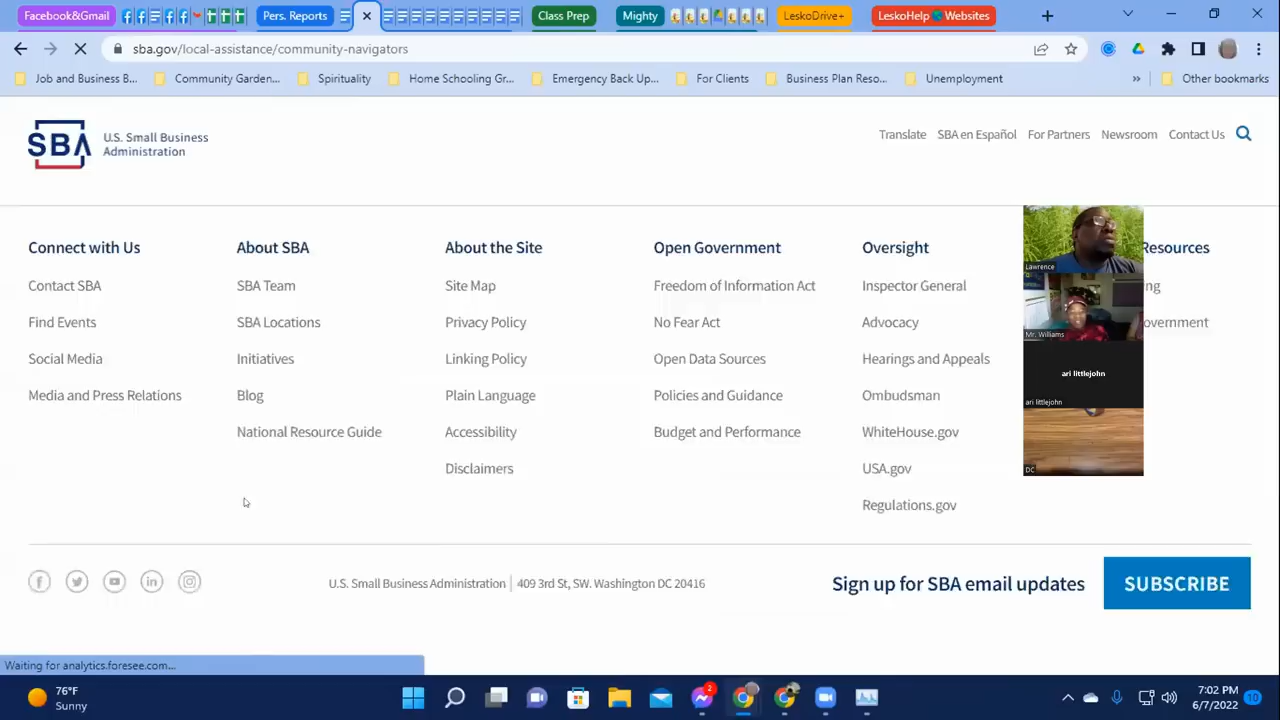 Facebook&Gmail
Pers. Reports
Class Prep
Mighty
LeskoDrive+
LeskoHelp Websites
sba.gov/local-assistance/community-navigators
Job and Business B...
Community Garden...
Spirituality
Home Schooling Gr...
Emergency Back Up...
For Clients
Business Plan Reso...
Unemployment
»
Other bookmarks
SBA
U.S. Small Business
Administration
Translate
SBA en Español
For Partners
Newsroom
Contact Us
Connect with Us
Contact SBA
Find Events
Social Media
Media and Press Relations
About SBA
SBA Team
SBA Locations
Initiatives
Blog
National Resource Guide
About the Site
Site Map
Privacy Policy
Linking Policy
Plain Language
Accessibility
Disclaimers
Open Government
Freedom of Information Act
No Fear Act
Open Data Sources
Policies and Guidance
Budget and Performance
Oversight
Inspector General
Advocacy
Hearings and Appeals
Ombudsman
WhiteHouse.gov
USA.gov
Regulations.gov
Resources
Lawrence
Mr. Williams
ari littlejohn
ari littlejohn
DC
U.S. Small Business Administration | 409 3rd St, SW. Washington DC 20416
Sign up for SBA email updates
SUBSCRIBE
Waiting for analytics.foresee.com...
76°F
Sunny
2
7:02 PM
6/7/2022
10